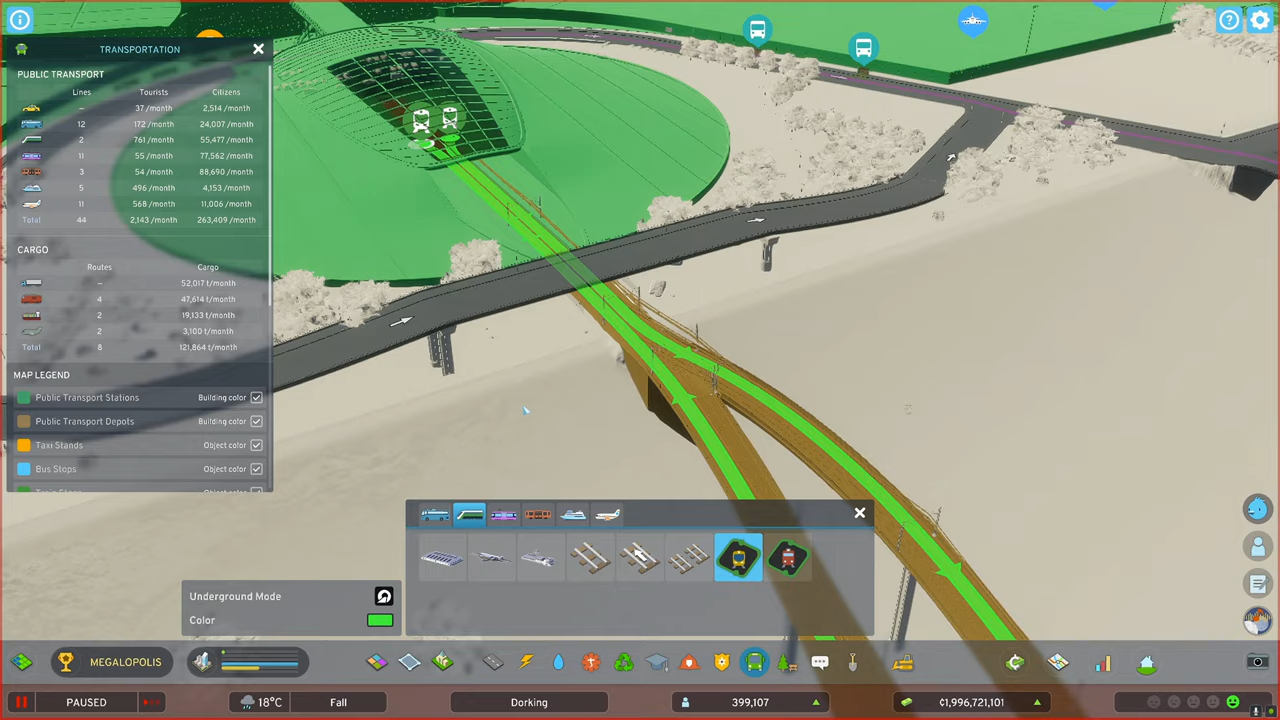 TRANSPORTATION
PUBLIC TRANSPORT
Lines Tourists Citizens
– 37 /month 2,514 /month
12 172 /month 24,007 /month
2 761 /month 55,477 /month
11 55 /month 77,562 /month
3 54 /month 88,690 /month
5 496 /month 4,153 /month
11 568 /month 11,006 /month
Total 44 2,143 /month 263,409 /month
CARGO
Routes Cargo
– 52,017 t/month
4 47,614 t/month
2 19,133 t/month
2 3,100 t/month
Total 8 121,864 t/month
MAP LEGEND
Public Transport Stations Building color
Public Transport Depots Building color
Taxi Stands Object color
Bus Stops Object color
Train Stops Object color
Underground Mode
Color
MEGALOPOLIS
PAUSED
18°C
Fall
Dorking
399,107
¢1,996,721,101